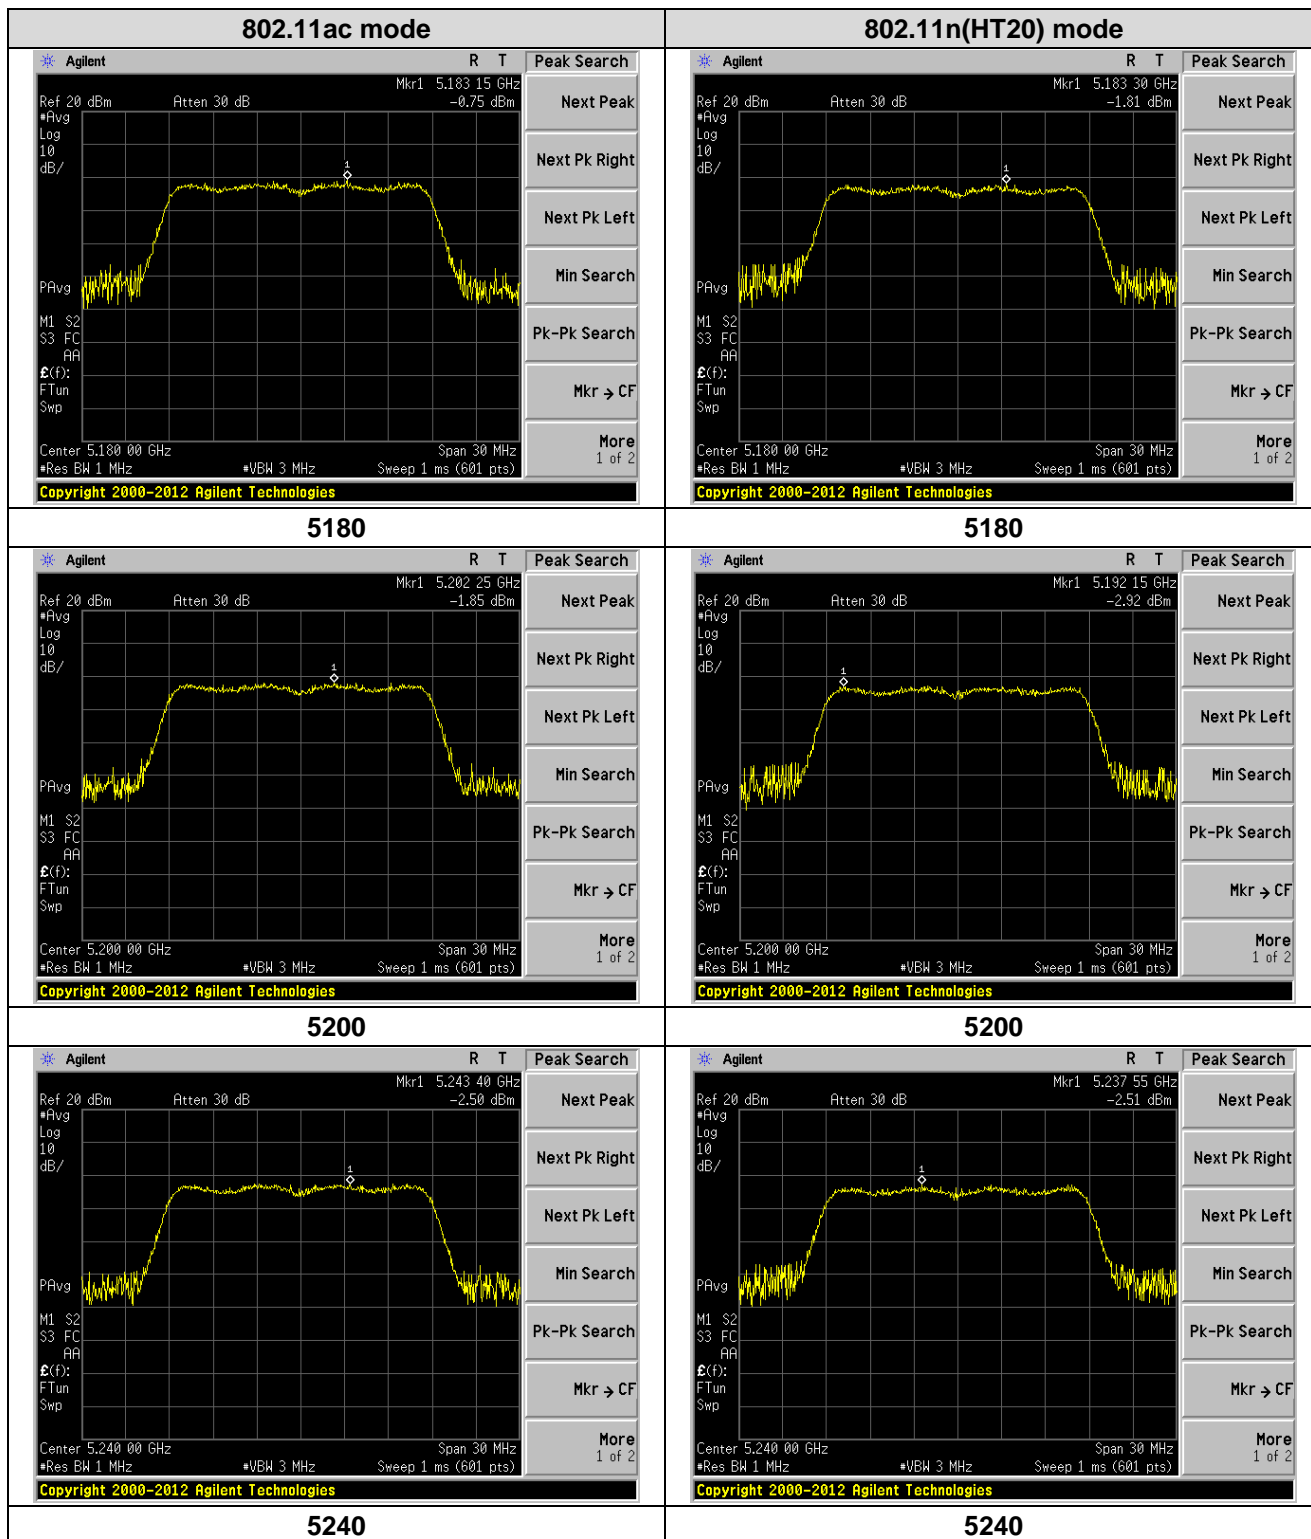 802.11ac mode
802.11n(HT20) mode
Agilent R T Peak Search
Mkr1 5.183 15 GHz
Ref 20 dBm Atten 30 dB -0.75 dBm
#Avg
Log
10
dB/
1
PAvg
M1 S2
S3 FC
AA
£(f):
FTun
Swp
Center 5.180 00 GHz Span 30 MHz
#Res BW 1 MHz #VBW 3 MHz Sweep 1 ms (601 pts)
Copyright 2000-2012 Agilent Technologies
Next Peak
Next Pk Right
Next Pk Left
Min Search
Pk-Pk Search
Mkr → CF
More
1 of 2
Agilent R T Peak Search
Mkr1 5.183 30 GHz
Ref 20 dBm Atten 30 dB -1.81 dBm
#Avg
Log
10
dB/
1
PAvg
M1 S2
S3 FC
AA
£(f):
FTun
Swp
Center 5.180 00 GHz Span 30 MHz
#Res BW 1 MHz #VBW 3 MHz Sweep 1 ms (601 pts)
Copyright 2000-2012 Agilent Technologies
Next Peak
Next Pk Right
Next Pk Left
Min Search
Pk-Pk Search
Mkr → CF
More
1 of 2
5180
5180
Agilent R T Peak Search
Mkr1 5.202 25 GHz
Ref 20 dBm Atten 30 dB -1.85 dBm
#Avg
Log
10
dB/
1
PAvg
M1 S2
S3 FC
AA
£(f):
FTun
Swp
Center 5.200 00 GHz Span 30 MHz
#Res BW 1 MHz #VBW 3 MHz Sweep 1 ms (601 pts)
Copyright 2000-2012 Agilent Technologies
Next Peak
Next Pk Right
Next Pk Left
Min Search
Pk-Pk Search
Mkr → CF
More
1 of 2
Agilent R T Peak Search
Mkr1 5.192 15 GHz
Ref 20 dBm Atten 30 dB -2.92 dBm
#Avg
Log
10
dB/
1
PAvg
M1 S2
S3 FC
AA
£(f):
FTun
Swp
Center 5.200 00 GHz Span 30 MHz
#Res BW 1 MHz #VBW 3 MHz Sweep 1 ms (601 pts)
Copyright 2000-2012 Agilent Technologies
Next Peak
Next Pk Right
Next Pk Left
Min Search
Pk-Pk Search
Mkr → CF
More
1 of 2
5200
5200
Agilent R T Peak Search
Mkr1 5.243 40 GHz
Ref 20 dBm Atten 30 dB -2.50 dBm
#Avg
Log
10
dB/
1
PAvg
M1 S2
S3 FC
AA
£(f):
FTun
Swp
Center 5.240 00 GHz Span 30 MHz
#Res BW 1 MHz #VBW 3 MHz Sweep 1 ms (601 pts)
Copyright 2000-2012 Agilent Technologies
Next Peak
Next Pk Right
Next Pk Left
Min Search
Pk-Pk Search
Mkr → CF
More
1 of 2
Agilent R T Peak Search
Mkr1 5.237 55 GHz
Ref 20 dBm Atten 30 dB -2.51 dBm
#Avg
Log
10
dB/
1
PAvg
M1 S2
S3 FC
AA
£(f):
FTun
Swp
Center 5.240 00 GHz Span 30 MHz
#Res BW 1 MHz #VBW 3 MHz Sweep 1 ms (601 pts)
Copyright 2000-2012 Agilent Technologies
Next Peak
Next Pk Right
Next Pk Left
Min Search
Pk-Pk Search
Mkr → CF
More
1 of 2
5240
5240